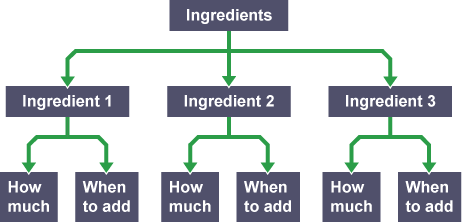 Ingredients
Ingredient 1
Ingredient 2
Ingredient 3
How
much
When
to add
How
much
When
to add
How
much
When
to add